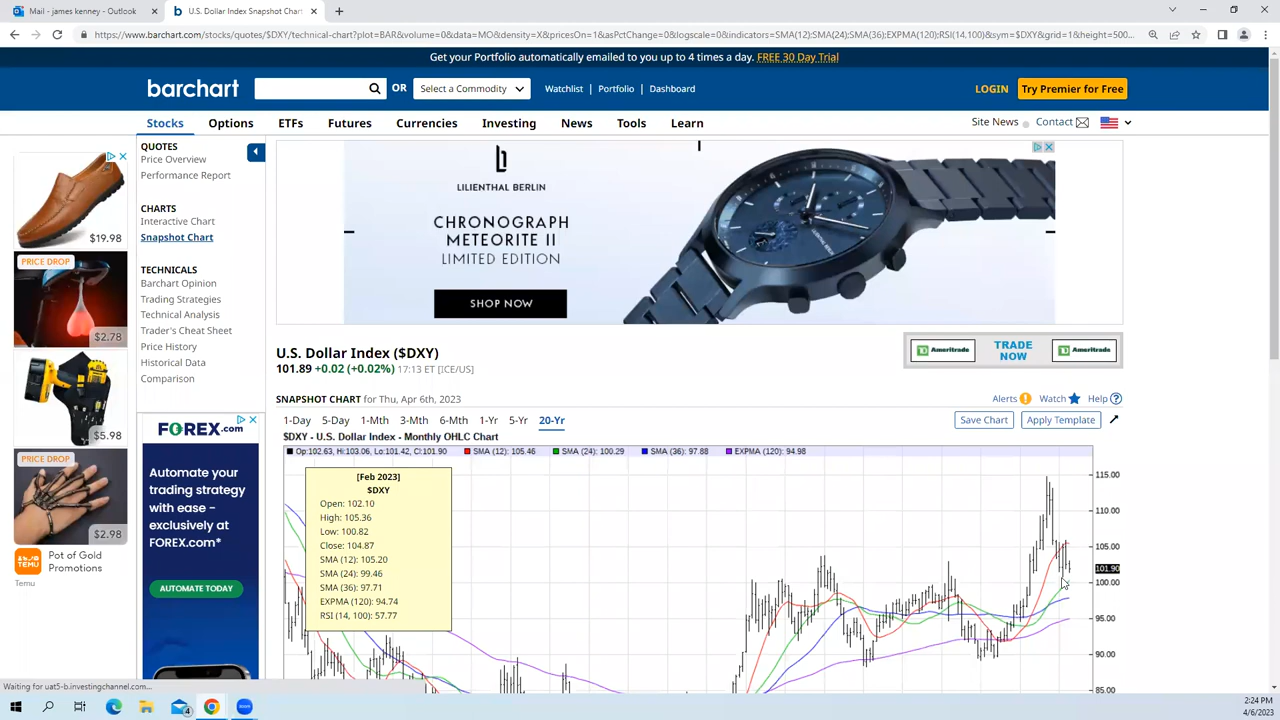 Mail - james kenney - Outlook
U.S. Dollar Index Snapshot Char
https://www.barchart.com/stocks/quotes/$DXY/technical-chart?plot=BAR&volume=0&data=MO&density=X&pricesOn=1&asPctChange=0&logscale=0&indicators=SMA(12);SMA(24);SMA(36);EXPMA(120);RSI(14,100)&sym=$DXY&grid=1&height=500...
Get your Portfolio automatically emailed to you up to 4 times a day. FREE 30 Day Trial
barchart
OR
Select a Commodity
Watchlist
Portfolio
Dashboard
LOGIN
Try Premier for Free
Stocks
Options
ETFs
Futures
Currencies
Investing
News
Tools
Learn
Site News
Contact
QUOTES
Price Overview
Performance Report
CHARTS
Interactive Chart
Snapshot Chart
TECHNICALS
Barchart Opinion
Trading Strategies
Technical Analysis
Trader's Cheat Sheet
Price History
Historical Data
Comparison
$19.98
PRICE DROP
$2.78
$5.98
PRICE DROP
$2.98
Pot of Gold
Promotions
TEMU
Temu
FOREX.com
Automate your
trading strategy
with ease -
exclusively at
FOREX.com*
AUTOMATE TODAY
LILIENTHAL BERLIN
CHRONOGRAPH
METEORITE II
LIMITED EDITION
SHOP NOW
U.S. Dollar Index ($DXY)
101.89 +0.02 (+0.02%) 17:13 ET [ICE/US]
Ameritrade
TRADE
NOW
Ameritrade
SNAPSHOT CHART for Thu, Apr 6th, 2023
Alerts
Watch
Help
1-Day
5-Day
1-Mth
3-Mth
6-Mth
1-Yr
5-Yr
20-Yr
Save Chart
Apply Template
$DXY - U.S. Dollar Index - Monthly OHLC Chart
Op:102.63, Hi:103.06, Lo:101.42, Cl:101.90
SMA (12): 105.46
SMA (24): 100.29
SMA (36): 97.88
EXPMA (120): 94.98
[Feb 2023]
$DXY
Open: 102.10
High: 105.36
Low: 100.82
Close: 104.87
SMA (12): 105.20
SMA (24): 99.46
SMA (36): 97.71
EXPMA (120): 94.74
RSI (14, 100): 57.77
115.00
110.00
105.00
101.90
100.00
95.00
90.00
85.00
Waiting for uat5-b.investingchannel.com...
4
zoom
2:24 PM
4/6/2023